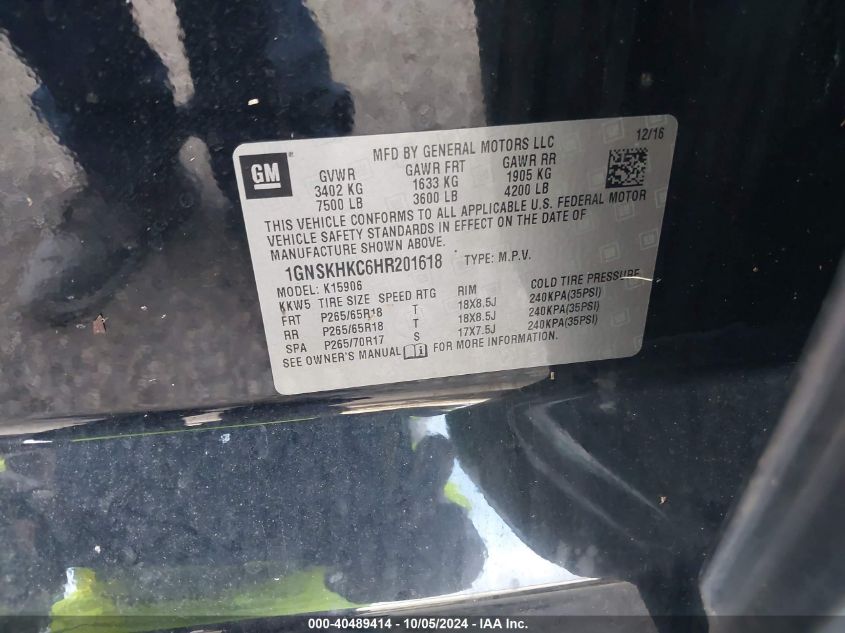 12/16
MFD BY GENERAL MOTORS LLC
GM
GVWR GAWR FRT GAWR RR
3402 KG 1633 KG 1905 KG
7500 LB 3600 LB 4200 LB
THIS VEHICLE CONFORMS TO ALL APPLICABLE U.S. FEDERAL MOTOR
VEHICLE SAFETY STANDARDS IN EFFECT ON THE DATE OF
MANUFACTURE SHOWN ABOVE.
1GNSKHKC6HR201618 TYPE: M.P.V.
MODEL: K15906
KKW5 TIRE SIZE SPEED RTG RIM COLD TIRE PRESSURE
FRT P265/65R18 T 18X8.5J 240KPA(35PSI)
RR P265/65R18 T 18X8.5J 240KPA(35PSI)
SPA P265/70R17 S 17X7.5J 240KPA(35PSI)
SEE OWNER'S MANUAL FOR MORE INFORMATION.
000-40489414 - 10/05/2024 - IAA Inc.